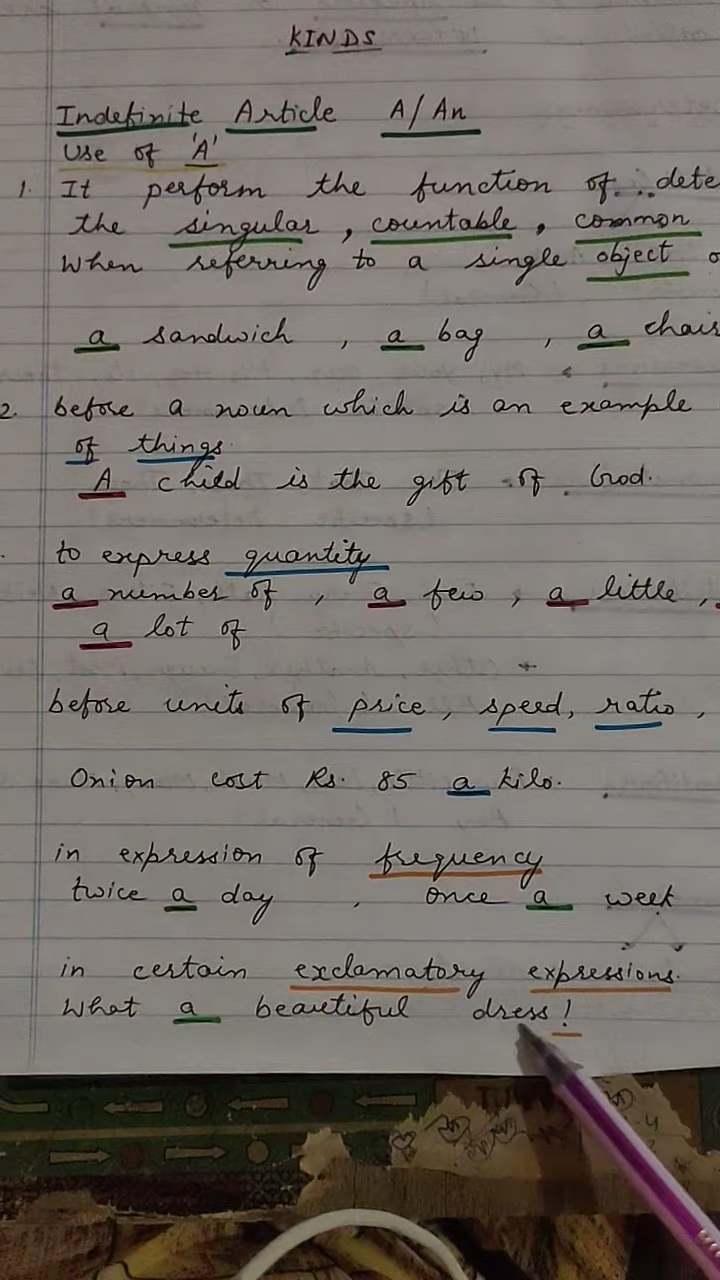 KINDS
Indefinite Article A/An
Use of 'A'
1. It perform the function of
the singular, countable, common
When referring to a single object
a sandwich, a bag, a chair
2. before a noun which is an example
of things.
A child is the gift of God.
to express quantity
a number of, a few, a little,
a lot of
before units of price, speed, ratio,
Onion cost Rs. 85 a kilo.
in expression of frequency
twice a day, once a week
in certain exclamatory expressions.
What a beautiful dress!